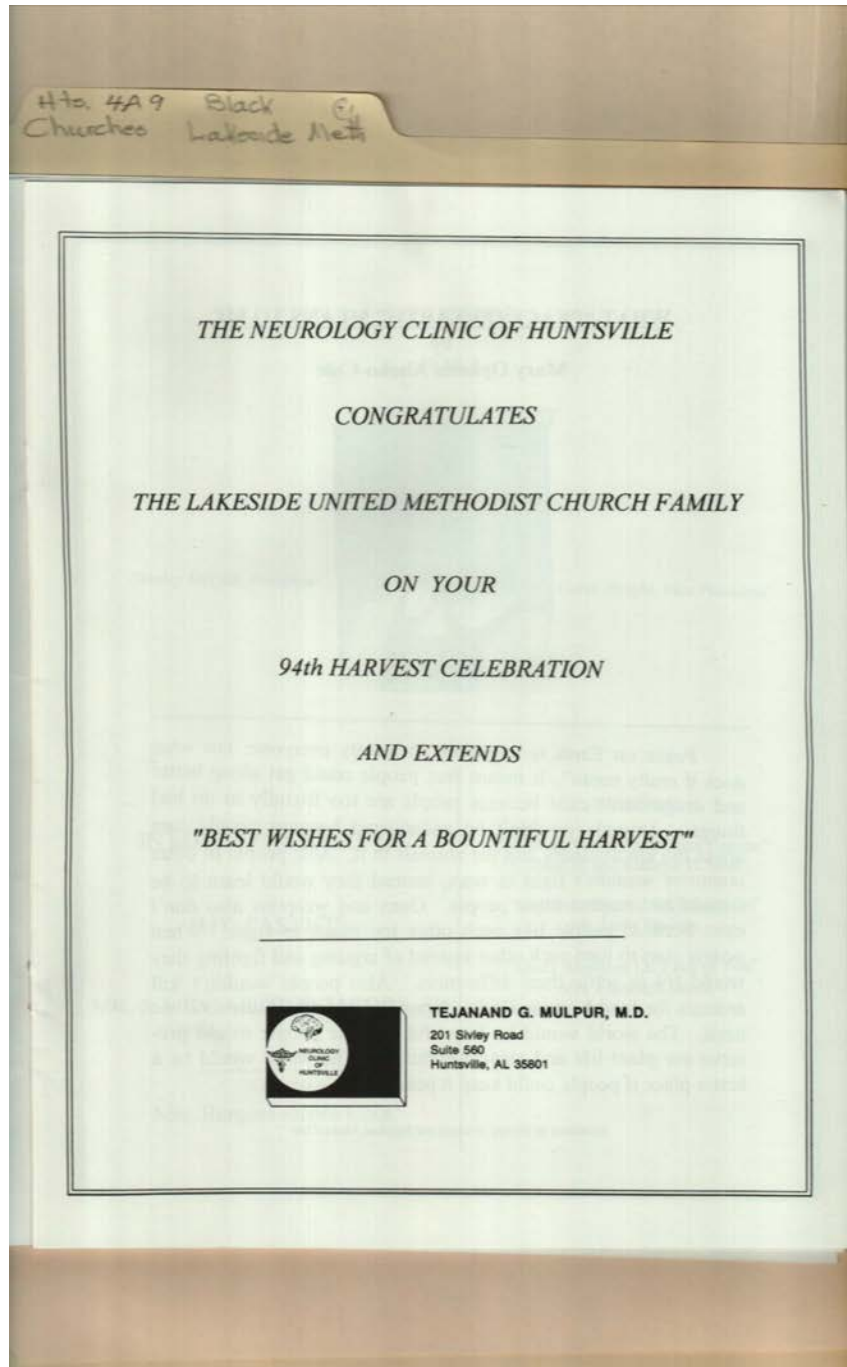 Hto. 4A9 Black
Churches Lakeside Meth
THE NEUROLOGY CLINIC OF HUNTSVILLE
CONGRATULATES
THE LAKESIDE UNITED METHODIST CHURCH FAMILY
ON YOUR
94th HARVEST CELEBRATION
AND EXTENDS
"BEST WISHES FOR A BOUNTIFUL HARVEST"
NEUROLOGY
CLINIC
OF
HUNTSVILLE
TEJANAND G. MULPUR, M.D.
201 Sivley Road
Suite 560
Huntsville, AL 35801